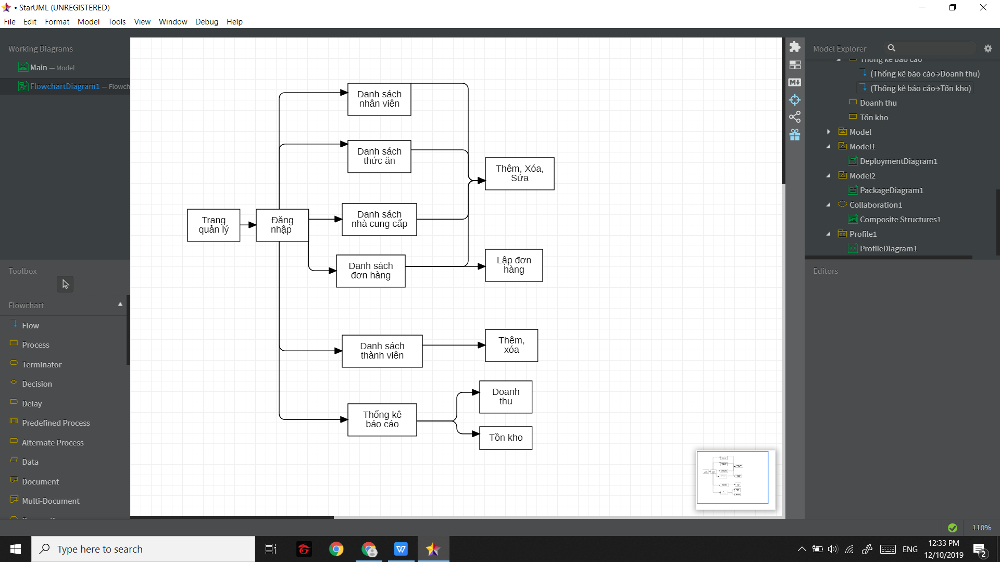 • StarUML (UNREGISTERED)
File Edit Format Model Tools View Window Debug Help
Working Diagrams
Main — Model
FlowchartDiagram1 — Flowch
Toolbox
Flowchart
Flow
Process
Terminator
Decision
Delay
Predefined Process
Alternate Process
Data
Document
Multi-Document
Trang
quản lý
Đăng
nhập
Danh sách
nhân viên
Danh sách
thức ăn
Danh sách
nhà cung cấp
Danh sách
đơn hàng
Danh sách
thành viên
Thống kê
báo cáo
Thêm, Xóa,
Sửa
Lập đơn
hàng
Thêm,
xóa
Doanh
thu
Tồn kho
Model Explorer
Thống kê báo cáo
(Thống kê báo cáo→Doanh thu)
(Thống kê báo cáo→Tồn kho)
Doanh thu
Tồn kho
Model
Model1
DeploymentDiagram1
Model2
PackageDiagram1
Collaboration1
Composite Structures1
Profile1
ProfileDiagram1
Editors
110%
Type here to search
W
ENG
12:33 PM
12/10/2019
2